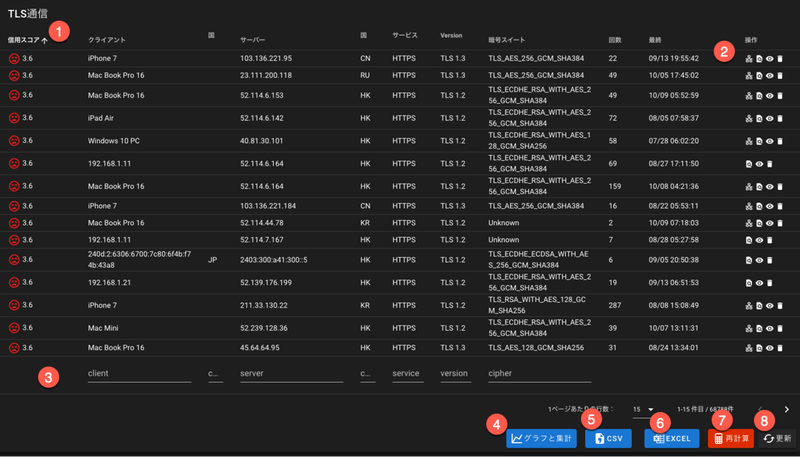 TLS通信
1
信用スコア クライアント 国 サーバー 国 サービス Version 暗号スイート 回数 最終 操作
2
3.6 iPhone 7 103.136.221.95 CN HTTPS TLS 1.3 TLS_AES_256_GCM_SHA384 22 09/13 19:55:42
3.6 Mac Book Pro 16 23.111.200.118 RU HTTPS TLS 1.3 TLS_AES_256_GCM_SHA384 49 10/05 17:45:02
3.6 Mac Book Pro 16 52.114.6.153 HK HTTPS TLS 1.2 TLS_ECDHE_RSA_WITH_AES_2
56_GCM_SHA384 49 10/09 05:52:59
3.6 iPad Air 52.114.6.142 HK HTTPS TLS 1.2 TLS_ECDHE_RSA_WITH_AES_2
56_GCM_SHA384 72 08/05 07:58:37
3.6 Windows 10 PC 40.81.30.101 HK HTTPS TLS 1.2 TLS_ECDHE_RSA_WITH_AES_1
28_GCM_SHA256 58 07/28 06:02:20
3.6 192.168.1.11 52.114.6.164 HK HTTPS TLS 1.2 TLS_ECDHE_RSA_WITH_AES_2
56_GCM_SHA384 69 08/27 17:11:50
3.6 Mac Book Pro 16 52.114.6.164 HK HTTPS TLS 1.2 TLS_ECDHE_RSA_WITH_AES_2
56_GCM_SHA384 159 10/08 04:21:36
3.6 iPhone 7 103.136.221.184 CN HTTPS TLS 1.3 TLS_AES_256_GCM_SHA384 16 08/22 05:53:11
3.6 Mac Book Pro 16 52.114.44.78 KR HTTPS TLS 1.2 Unknown 2 10/09 07:18:03
3.6 192.168.1.11 52.114.7.167 HK HTTPS TLS 1.2 Unknown 7 08/28 05:27:58
3.6 240d:2:6306:6700:7c80:6f4b:f7
4b:43a8 JP 2403:300:a41:300::5 HK HTTPS TLS 1.2 TLS_ECDHE_ECDSA_WITH_AE
S_256_GCM_SHA384 6 09/05 20:50:38
3.6 192.168.1.21 52.139.176.199 HK HTTPS TLS 1.2 TLS_ECDHE_RSA_WITH_AES_2
56_GCM_SHA384 19 09/13 06:51:53
3.6 iPhone 7 211.33.130.22 KR HTTPS TLS 1.2 TLS_RSA_WITH_AES_128_GC
M_SHA256 287 08/08 15:08:49
3.6 Mac Mini 52.239.128.36 HK HTTPS TLS 1.2 TLS_ECDHE_RSA_WITH_AES_2
56_GCM_SHA384 39 10/07 13:11:31
3.6 Mac Book Pro 16 45.64.64.95 HK HTTPS TLS 1.3 TLS_AES_128_GCM_SHA256 31 08/24 13:34:01
3 client c... server c... service version cipher
1ページあたりの行数： 15 1-15 件目 / 68788件
4 5 6 7 8
グラフと集計 CSV EXCEL 再計算 更新